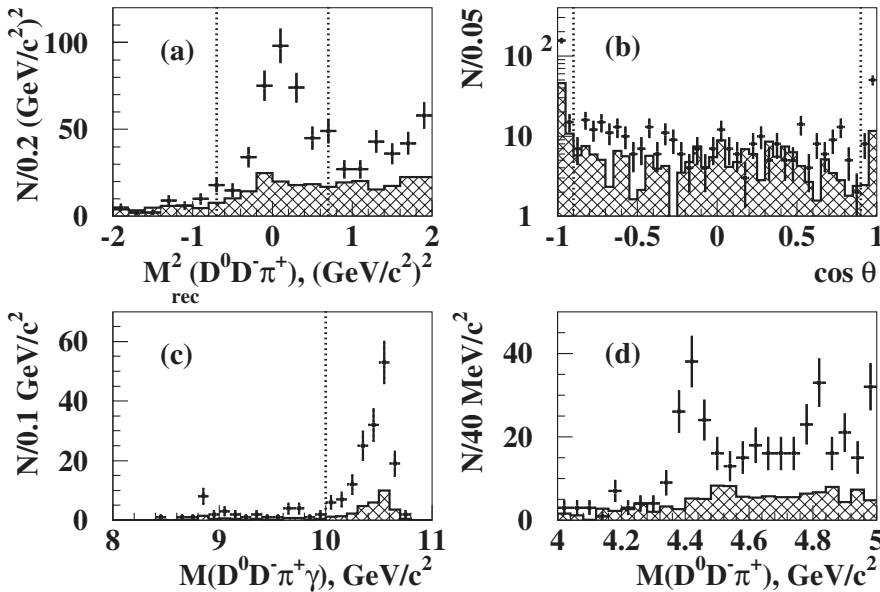 N/0.2 (GeV/c²)²
100
50
0
(a)
-2 -1 0 1 2
M²rec(D⁰D⁻π⁺), (GeV/c²)²
N/0.05
10²
10
1
(b)
-1 -0.5 0 0.5 1
cos θ
N/0.1 GeV/c²
60
40
20
0
(c)
8 9 10 11
M(D⁰D⁻π⁺γ), GeV/c²
N/40 MeV/c²
40
20
0
(d)
4 4.2 4.4 4.6 4.8 5
M(D⁰D⁻π⁺), GeV/c²